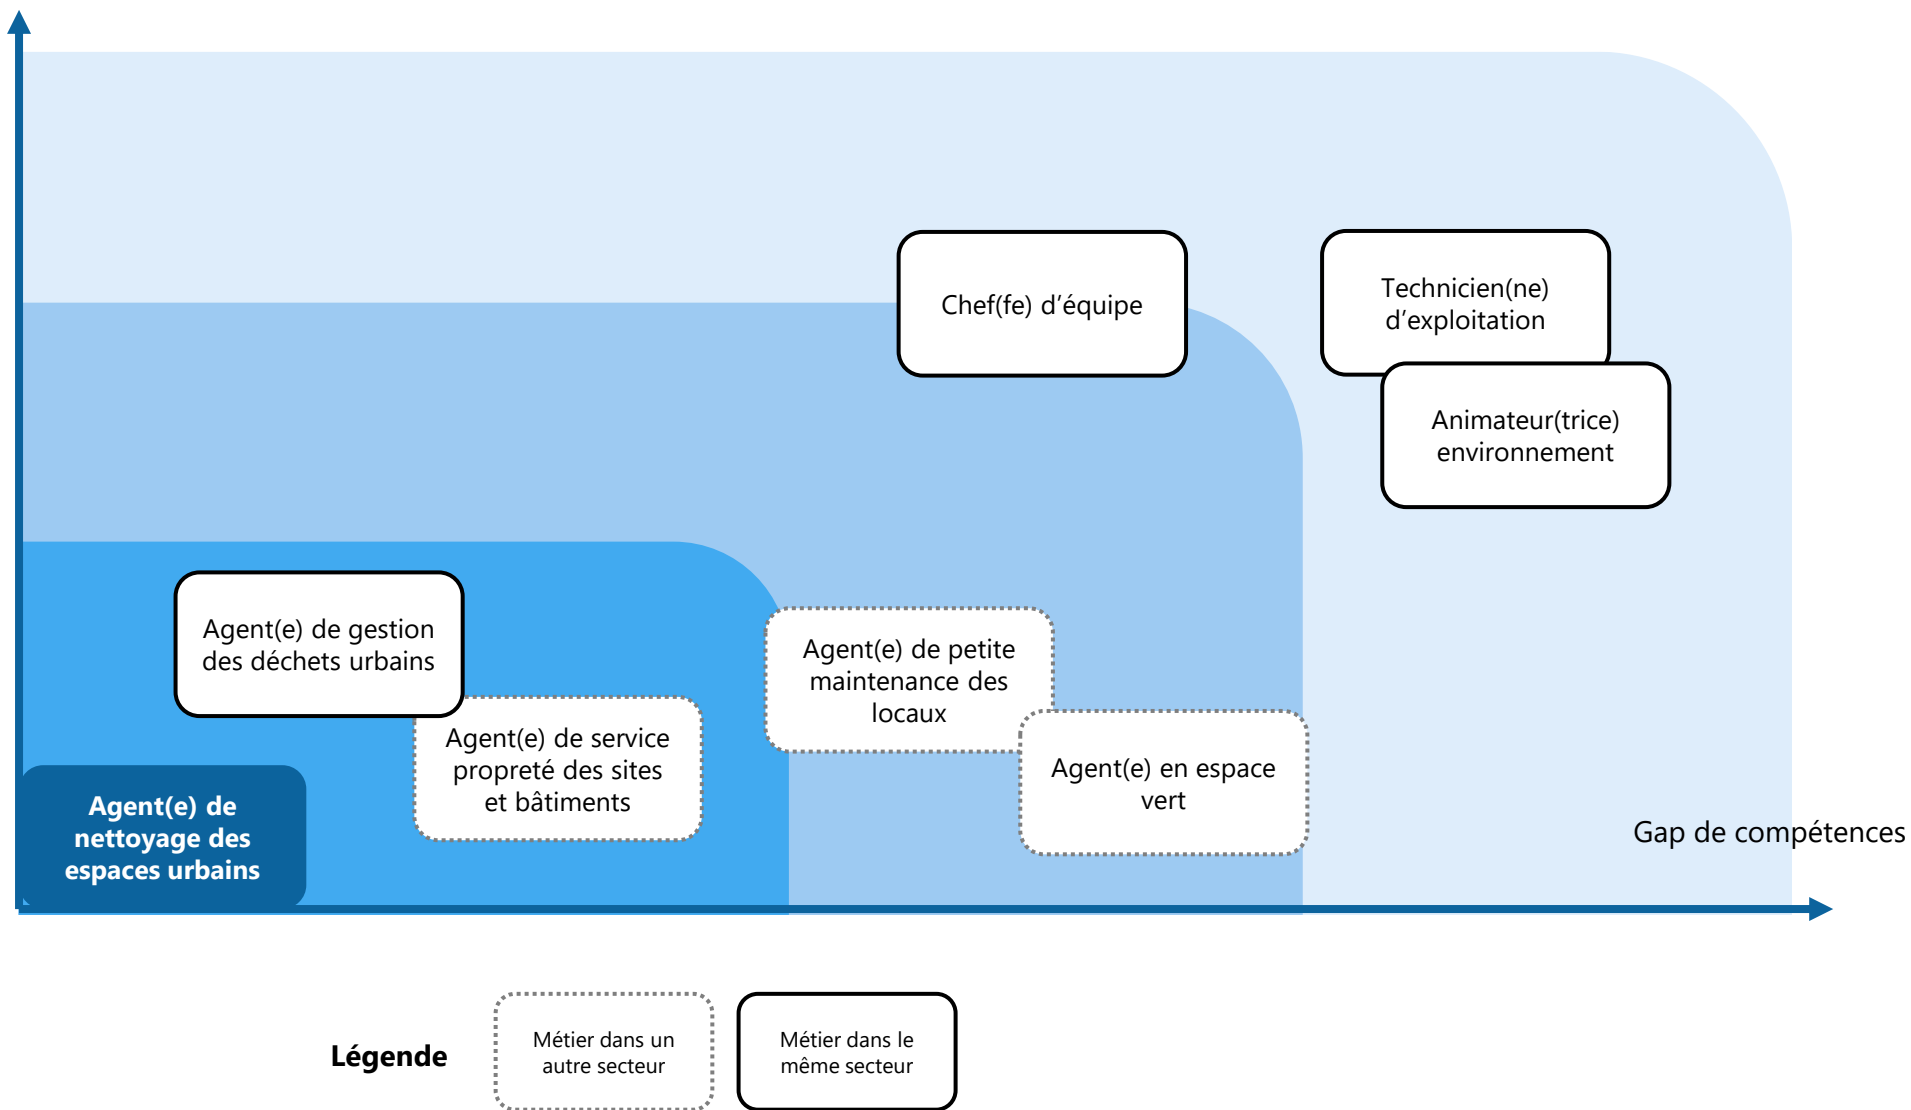 Chef(fe) d’équipe
Technicien(ne)
d’exploitation
Animateur(trice)
environnement
Agent(e) de gestion
des déchets urbains
Agent(e) de petite
maintenance des
locaux
Agent(e) de service
propreté des sites
et bâtiments
Agent(e) en espace
vert
Agent(e) de
nettoyage des
espaces urbains
Gap de compétences
Légende
Métier dans un
autre secteur
Métier dans le
même secteur